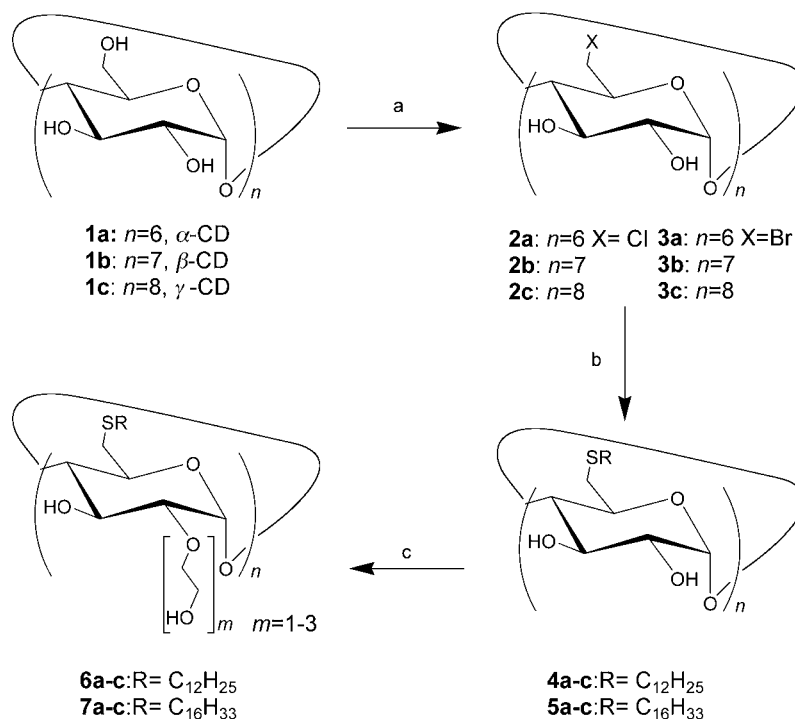 OH
O
HO
OH
O
n
a
X
O
HO
OH
O
n
1a: n=6, α-CD
1b: n=7, β-CD
1c: n=8, γ-CD
2a: n=6 X= Cl 3a: n=6 X=Br
2b: n=7 3b: n=7
2c: n=8 3c: n=8
b
SR
O
HO
O
O
n
HO
m
m=1-3
c
SR
O
HO
OH
O
n
6a-c:R= C12H25
7a-c:R= C16H33
4a-c:R= C12H25
5a-c:R= C16H33